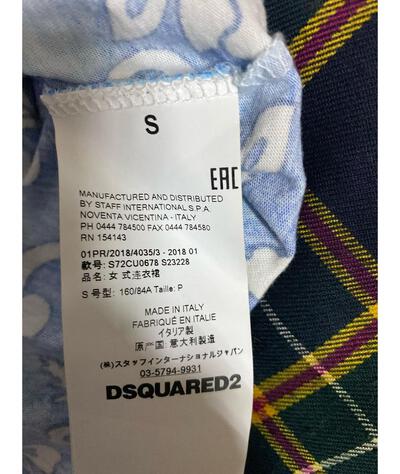 S
EAC
MANUFACTURED AND DISTRIBUTED
BY STAFF INTERNATIONAL S.P.A.
NOVENTA VICENTINA - ITALY
PH 0444 784500 FAX 0444 784580
RN 154143
01PR/2018/4035/3 - 2018 01
款号: S72CU0678 S23228
品名: 女 式连衣裙
S 号型: 160/84A Taille: P
MADE IN ITALY
FABRIQUÉ EN ITALIE
イタリア製
原产国: 意大利制造
(株)スタッフインターナショナルジャパン
03-5794-9931
DSQUARED2